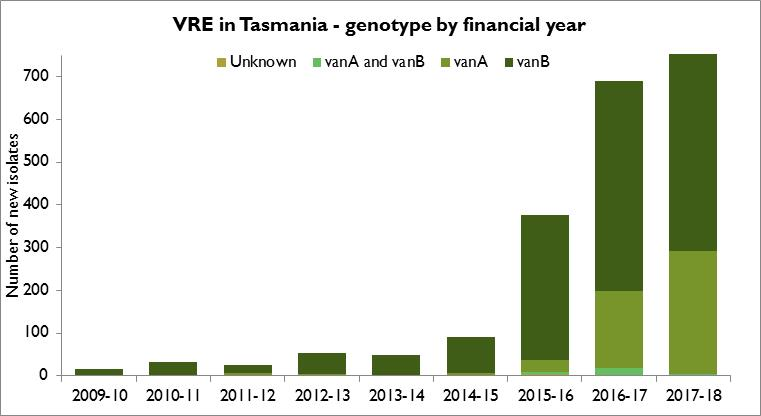 VRE in Tasmania - genotype by financial year
Unknown vanA and vanB vanA vanB
Number of new isolates
700
600
500
400
300
200
100
0
2009-10 2010-11 2011-12 2012-13 2013-14 2014-15 2015-16 2016-17 2017-18